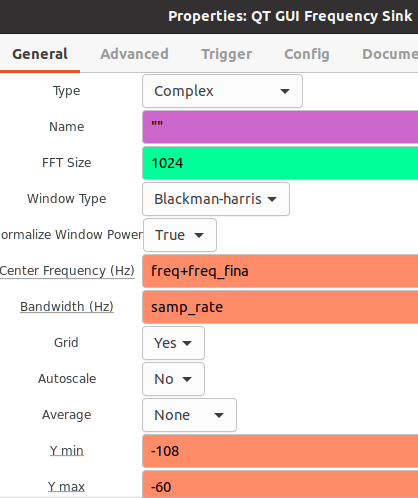 Properties: QT GUI Frequency Sink
General Advanced Trigger Config Docume
Type Complex
Name ""
FFT Size 1024
Window Type Blackman-harris
ormalize Window Power True
Center Frequency (Hz) freq+freq_fina
Bandwidth (Hz) samp_rate
Grid Yes
Autoscale No
Average None
Y min -108
Y max -60